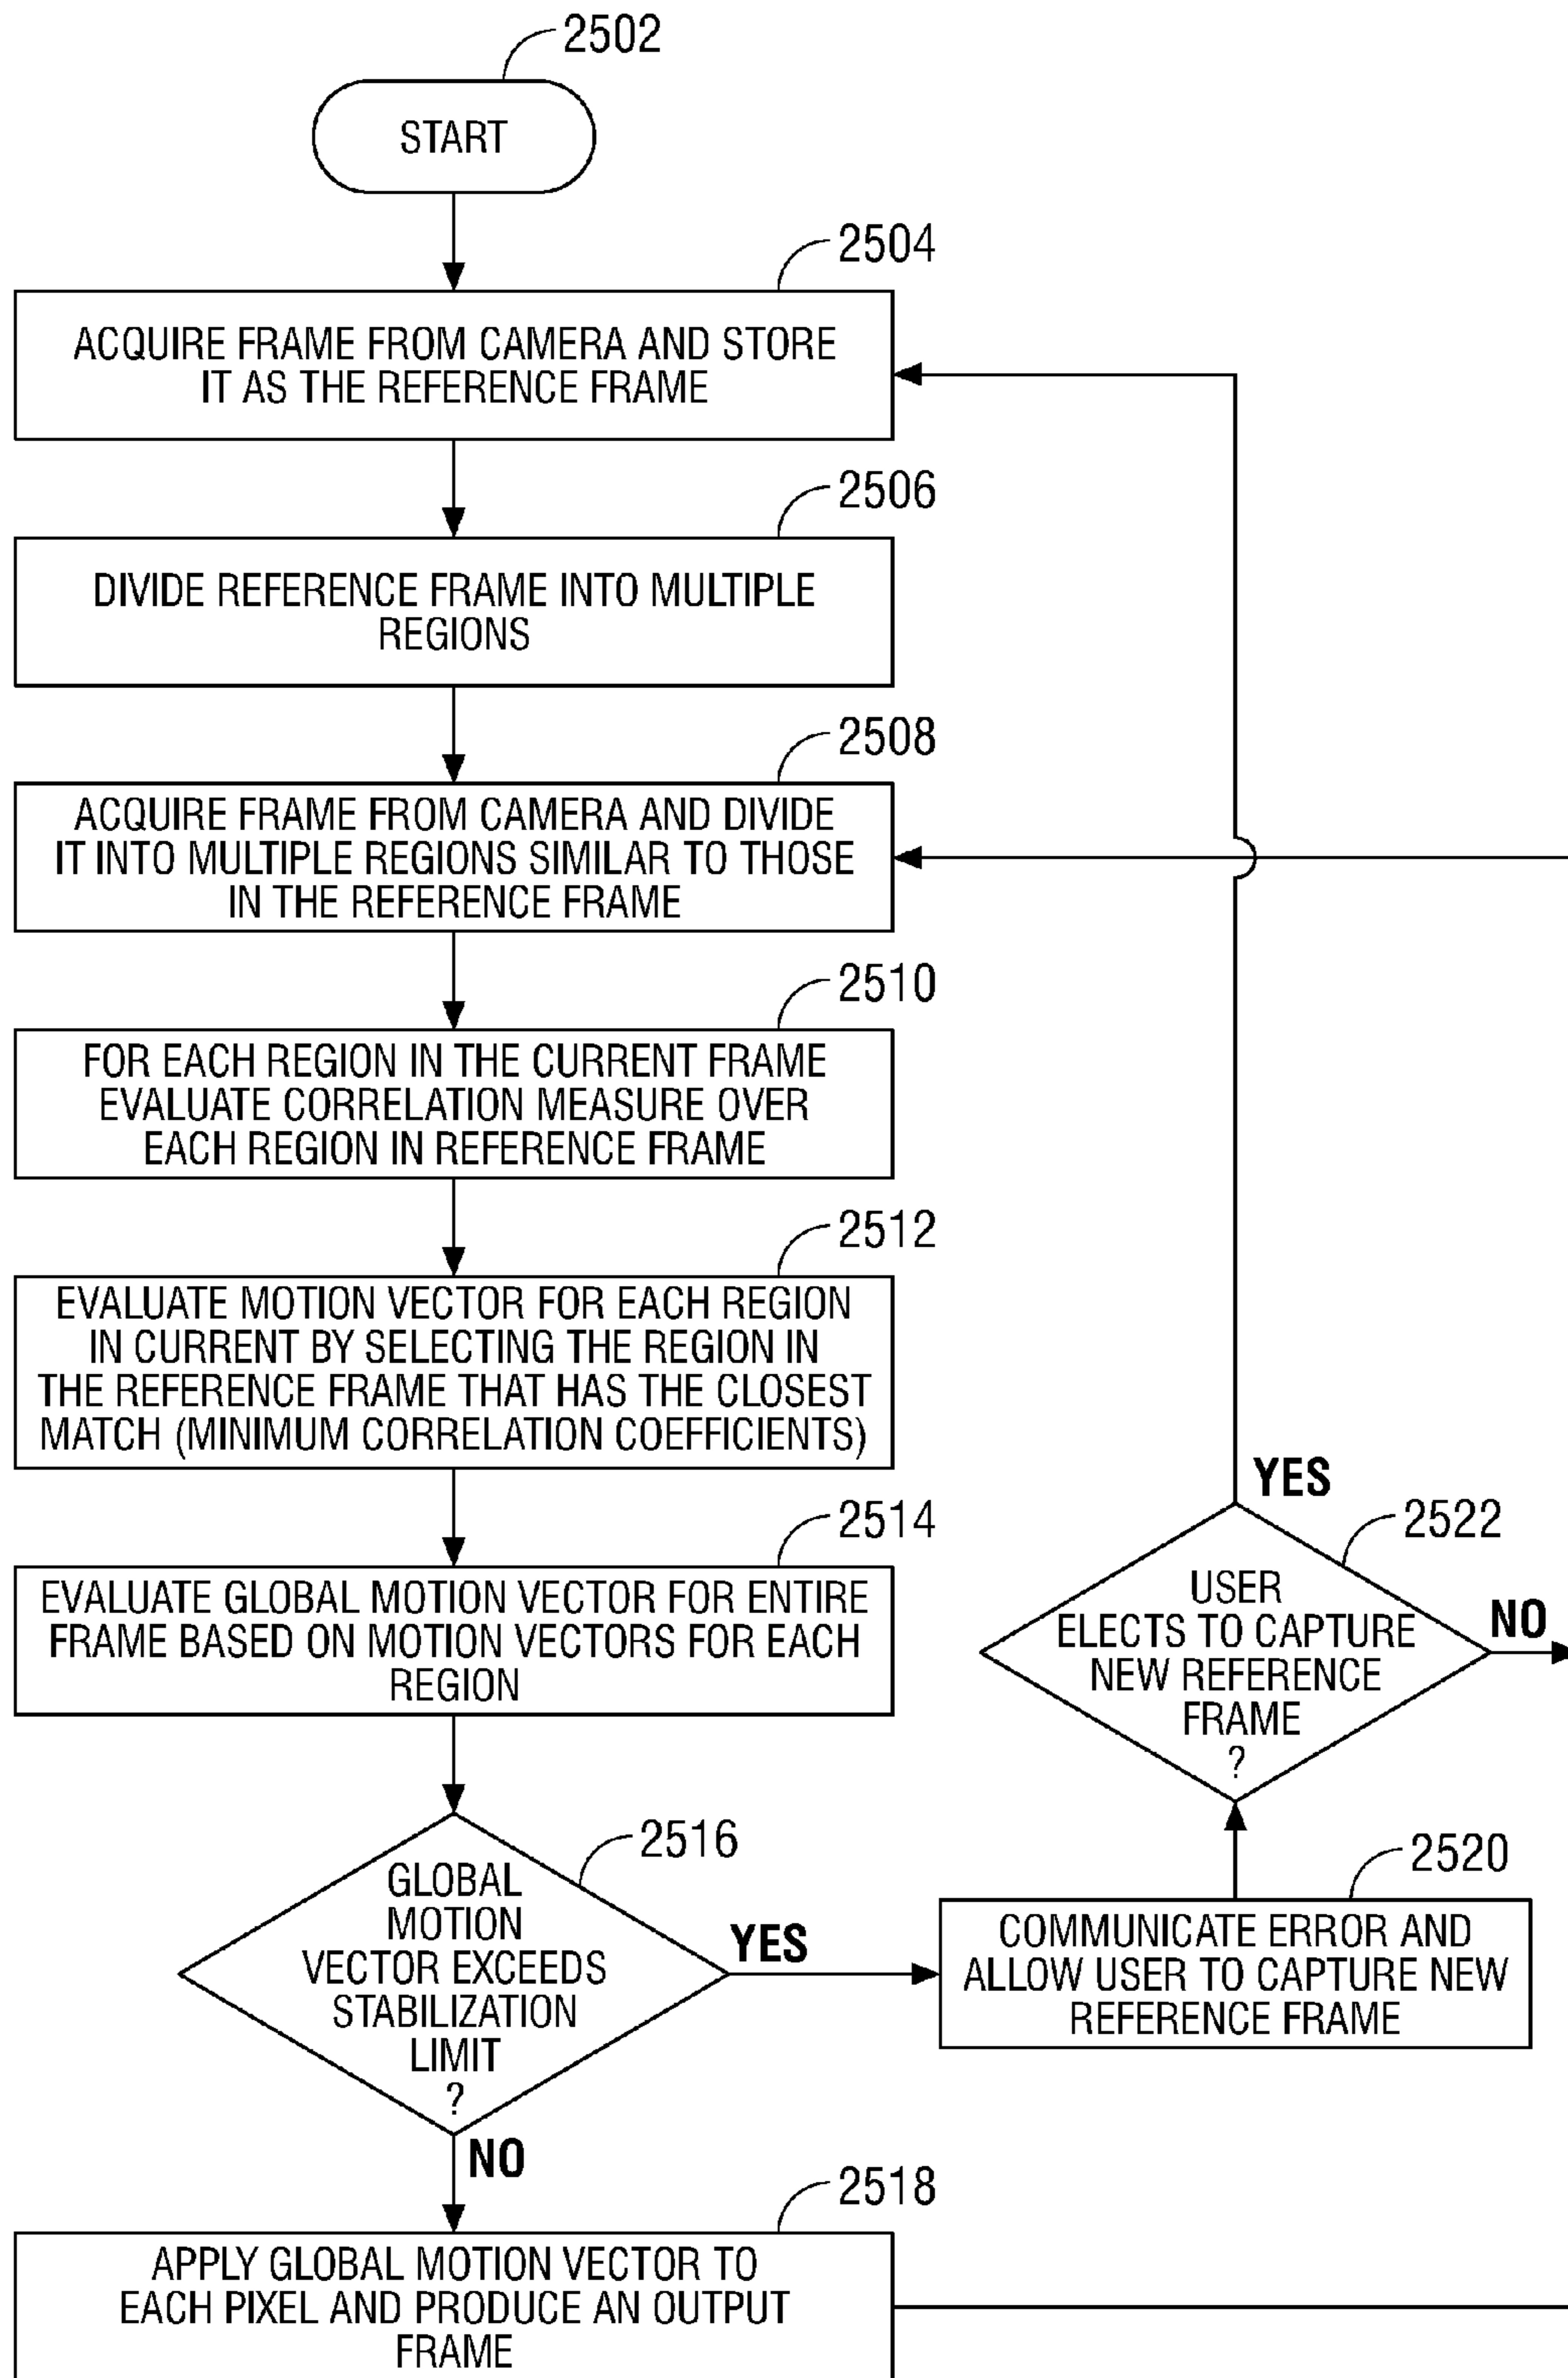 2502
START
2504
ACQUIRE FRAME FROM CAMERA AND STORE
IT AS THE REFERENCE FRAME
2506
DIVIDE REFERENCE FRAME INTO MULTIPLE
REGIONS
2508
ACQUIRE FRAME FROM CAMERA AND DIVIDE
IT INTO MULTIPLE REGIONS SIMILAR TO THOSE
IN THE REFERENCE FRAME
2510
FOR EACH REGION IN THE CURRENT FRAME
EVALUATE CORRELATION MEASURE OVER
EACH REGION IN REFERENCE FRAME
2512
EVALUATE MOTION VECTOR FOR EACH REGION
IN CURRENT BY SELECTING THE REGION IN
THE REFERENCE FRAME THAT HAS THE CLOSEST
MATCH (MINIMUM CORRELATION COEFFICIENTS)
2514
EVALUATE GLOBAL MOTION VECTOR FOR ENTIRE
FRAME BASED ON MOTION VECTORS FOR EACH
REGION
2516
GLOBAL
MOTION
VECTOR EXCEEDS
STABILIZATION
LIMIT
?
YES
NO
2518
APPLY GLOBAL MOTION VECTOR TO
EACH PIXEL AND PRODUCE AN OUTPUT
FRAME
2520
COMMUNICATE ERROR AND
ALLOW USER TO CAPTURE NEW
REFERENCE FRAME
2522
USER
ELECTS TO CAPTURE
NEW REFERENCE
FRAME
?
YES
NO